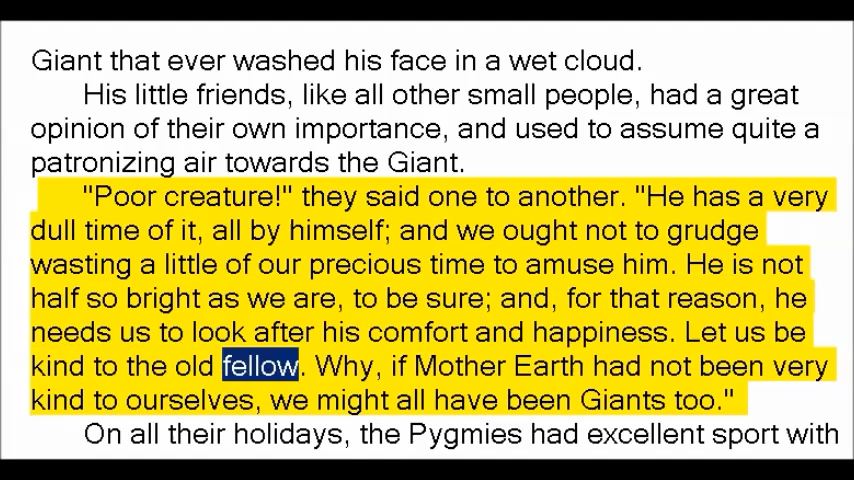 Giant that ever washed his face in a wet cloud.
His little friends, like all other small people, had a great
opinion of their own importance, and used to assume quite a
patronizing air towards the Giant.
"Poor creature!" they said one to another. "He has a very
dull time of it, all by himself; and we ought not to grudge
wasting a little of our precious time to amuse him. He is not
half so bright as we are, to be sure; and, for that reason, he
needs us to look after his comfort and happiness. Let us be
kind to the old fellow. Why, if Mother Earth had not been very
kind to ourselves, we might all have been Giants too."
On all their holidays, the Pygmies had excellent sport with